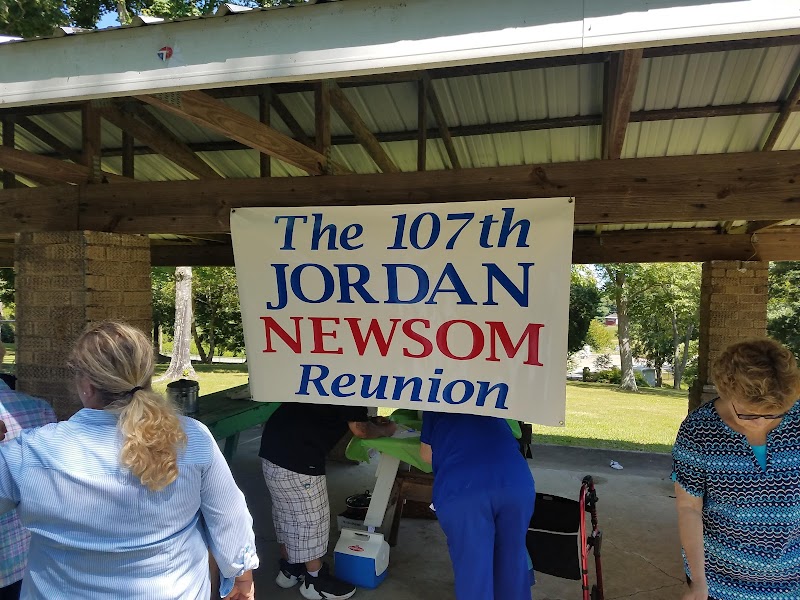 The 107th
JORDAN
NEWSOM
Reunion